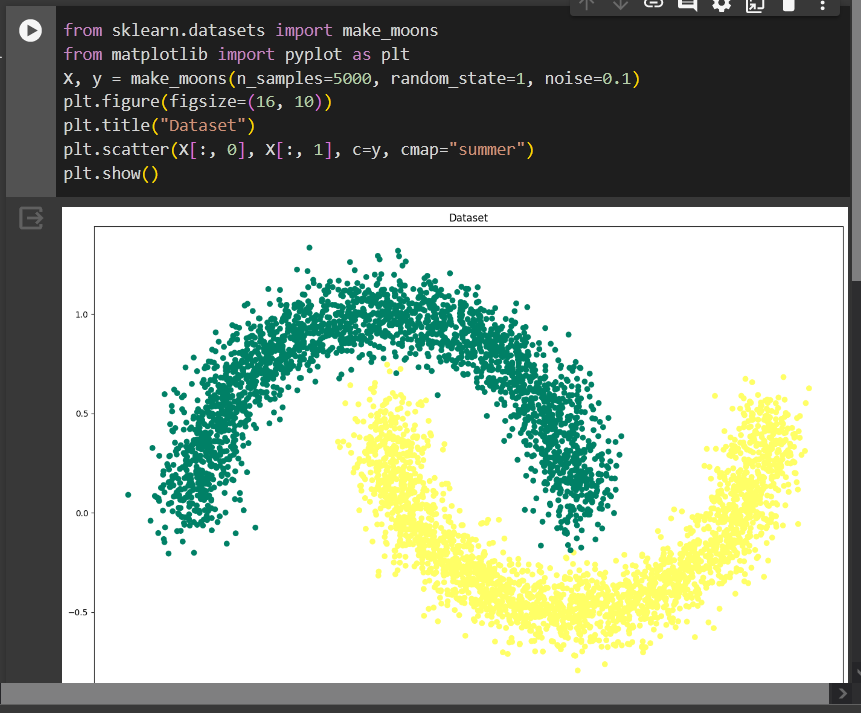 from sklearn.datasets import make_moons
from matplotlib import pyplot as plt
X, y = make_moons(n_samples=5000, random_state=1, noise=0.1)
plt.figure(figsize=(16, 10))
plt.title("Dataset")
plt.scatter(X[:, 0], X[:, 1], c=y, cmap="summer")
plt.show()
Dataset
1.0
0.5
0.0
−0.5